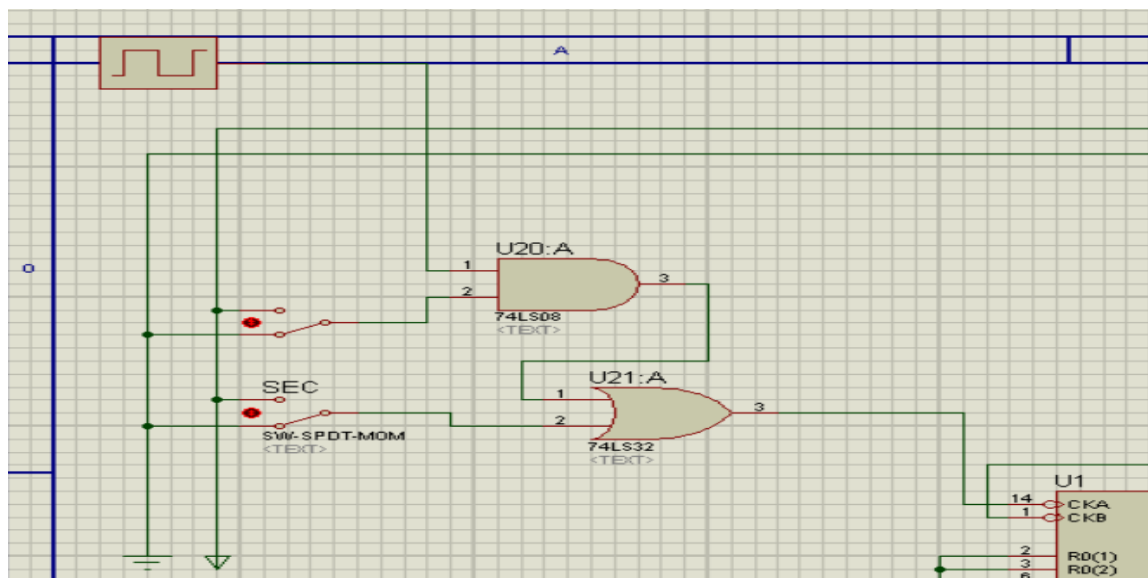 A
0
U20:A
1
2
3
74LS08
<TEXT>
SEC
SW-SPDT-MOM
<TEXT>
U21:A
1
2
3
74LS32
<TEXT>
U1
14
CKA
1
CKB
2
R0(1)
3
R0(2)
6